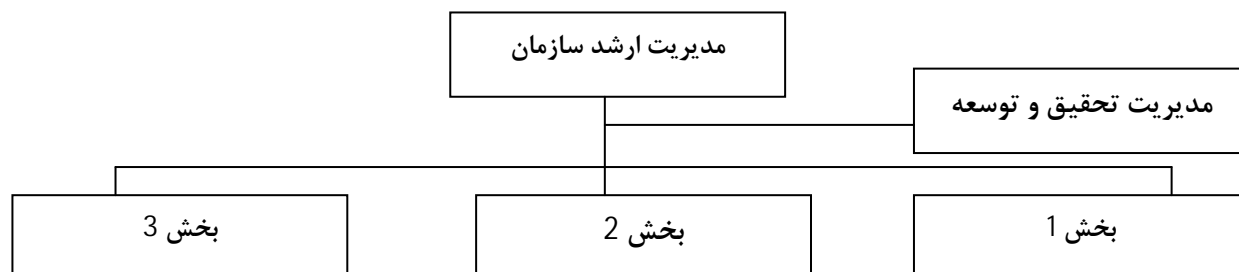 مدیریت ارشد سازمان
مدیریت تحقیق و توسعه
بخش 1
بخش 2
بخش 3